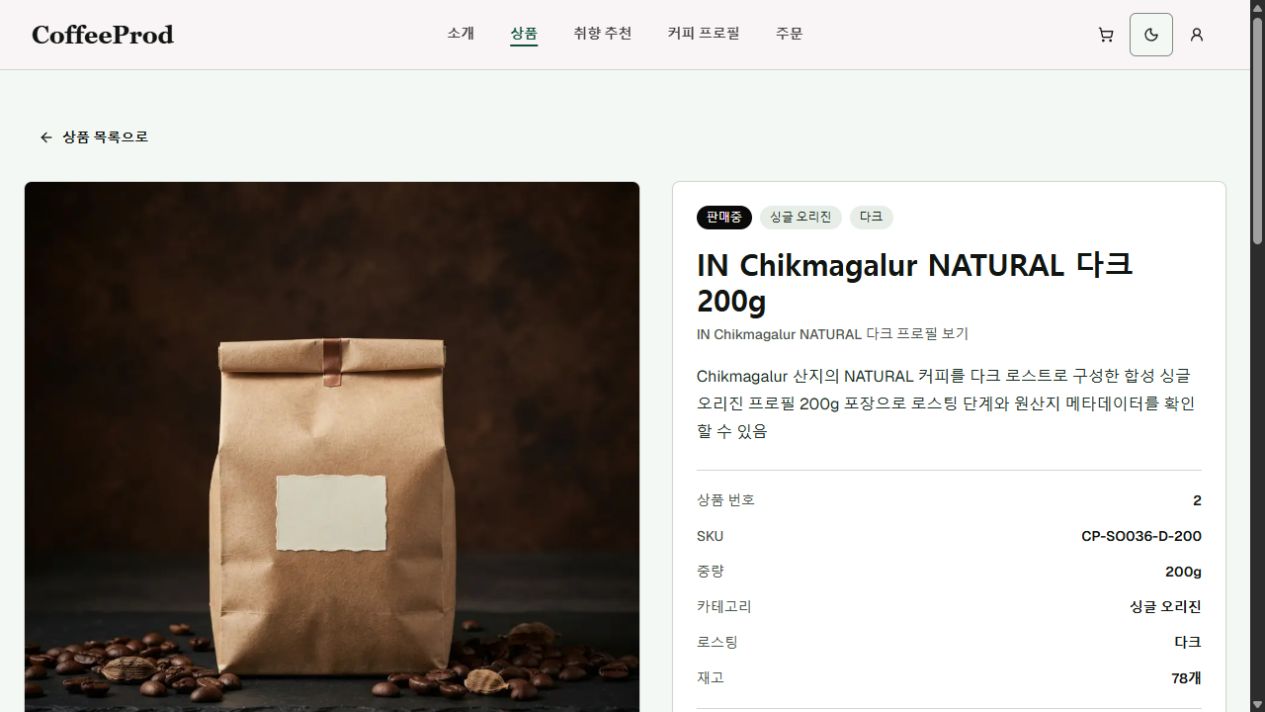 CoffeeProd
소개
상품
취향 추천
커피 프로필
주문
상품 목록으로
판매중
싱글 오리진
다크
IN Chikmagalur NATURAL 다크
200g
IN Chikmagalur NATURAL 다크 프로필 보기
Chikmagalur 산지의 NATURAL 커피를 다크 로스트로 구성한 합성 싱글
오리진 프로필 200g 포장으로 로스팅 단계와 원산지 메타데이터를 확인
할 수 있음
상품 번호 2
SKU CP-SO036-D-200
중량 200g
카테고리 싱글 오리진
로스팅 다크
재고 78개